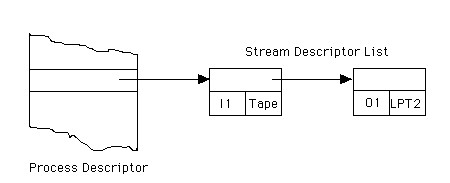 Stream Descriptor List
I1 Tape
O1 LPT2
Process Descriptor